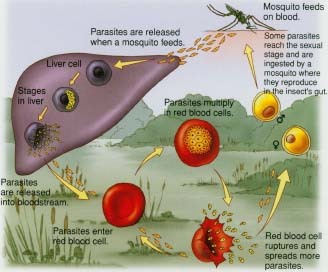 Mosquito feeds
on blood.
Parasites are released
when a mosquito feeds.
Some parasites
reach the sexual
stage and are
ingested by a
mosquito where
they reproduce
in the insect's gut.
Liver cell
Stages
in liver
Parasites multiply
in red blood cells.
♂
♀
Parasites
are released
into bloodstream.
Parasites enter
red blood cell.
Red blood cell
ruptures and
spreads more
parasites.